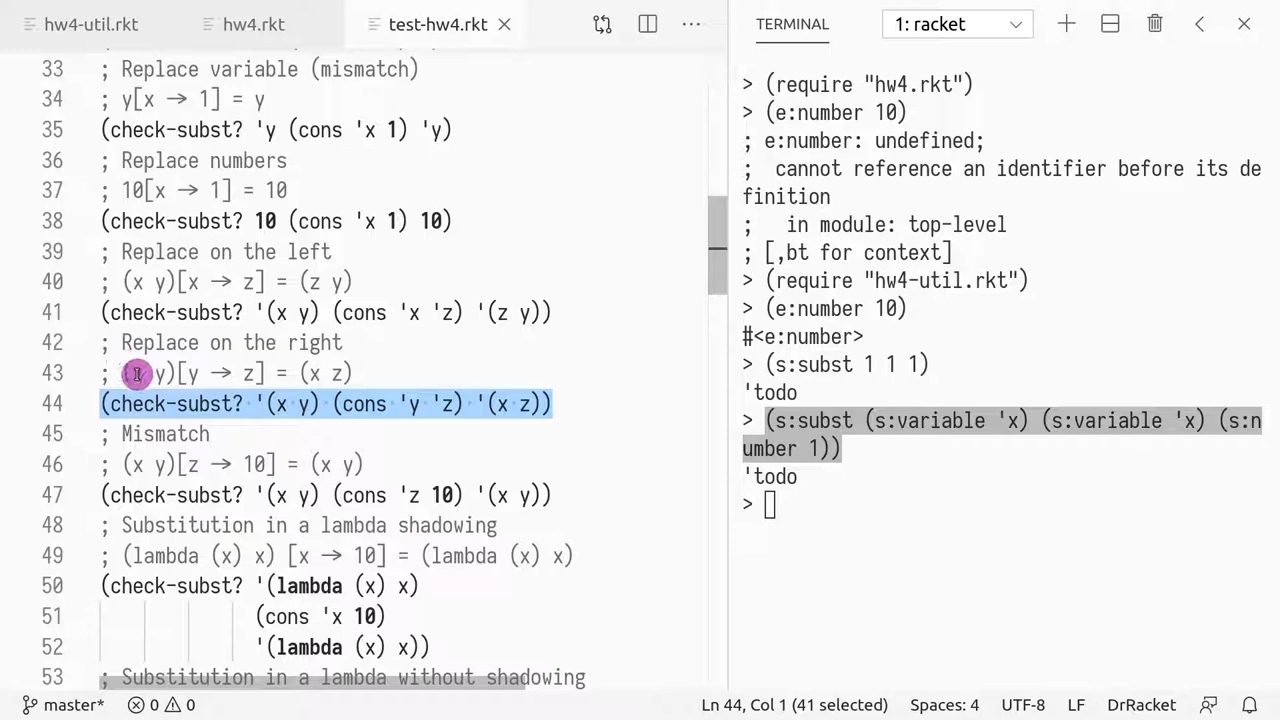 hw4-util.rkt hw4.rkt test-hw4.rkt
33 ; Replace variable (mismatch)
34 ; y[x → 1] = y
35 (check-subst? 'y (cons 'x 1) 'y)
36 ; Replace numbers
37 ; 10[x → 1] = 10
38 (check-subst? 10 (cons 'x 1) 10)
39 ; Replace on the left
40 ; (x y)[x → z] = (z y)
41 (check-subst? '(x y) (cons 'x 'z) '(z y))
42 ; Replace on the right
43 ; (x y)[y → z] = (x z)
44 (check-subst? '(x y) (cons 'y 'z) '(x z))
45 ; Mismatch
46 ; (x y)[z → 10] = (x y)
47 (check-subst? '(x y) (cons 'z 10) '(x y))
48 ; Substitution in a lambda shadowing
49 ; (lambda (x) x) [x → 10] = (lambda (x) x)
50 (check-subst? '(lambda (x) x)
51 (cons 'x 10)
52 '(lambda (x) x))
53 ; Substitution in a lambda without shadowing
TERMINAL 1: racket
> (require "hw4.rkt")
> (e:number 10)
; e:number: undefined;
;  cannot reference an identifier before its de
finition
;   in module: top-level
; [,bt for context]
> (require "hw4-util.rkt")
> (e:number 10)
#<e:number>
> (s:subst 1 1 1)
'todo
> (s:subst (s:variable 'x) (s:variable 'x) (s:n
umber 1))
'todo
>
master* 0 0 Ln 44, Col 1 (41 selected) Spaces: 4 UTF-8 LF DrRacket